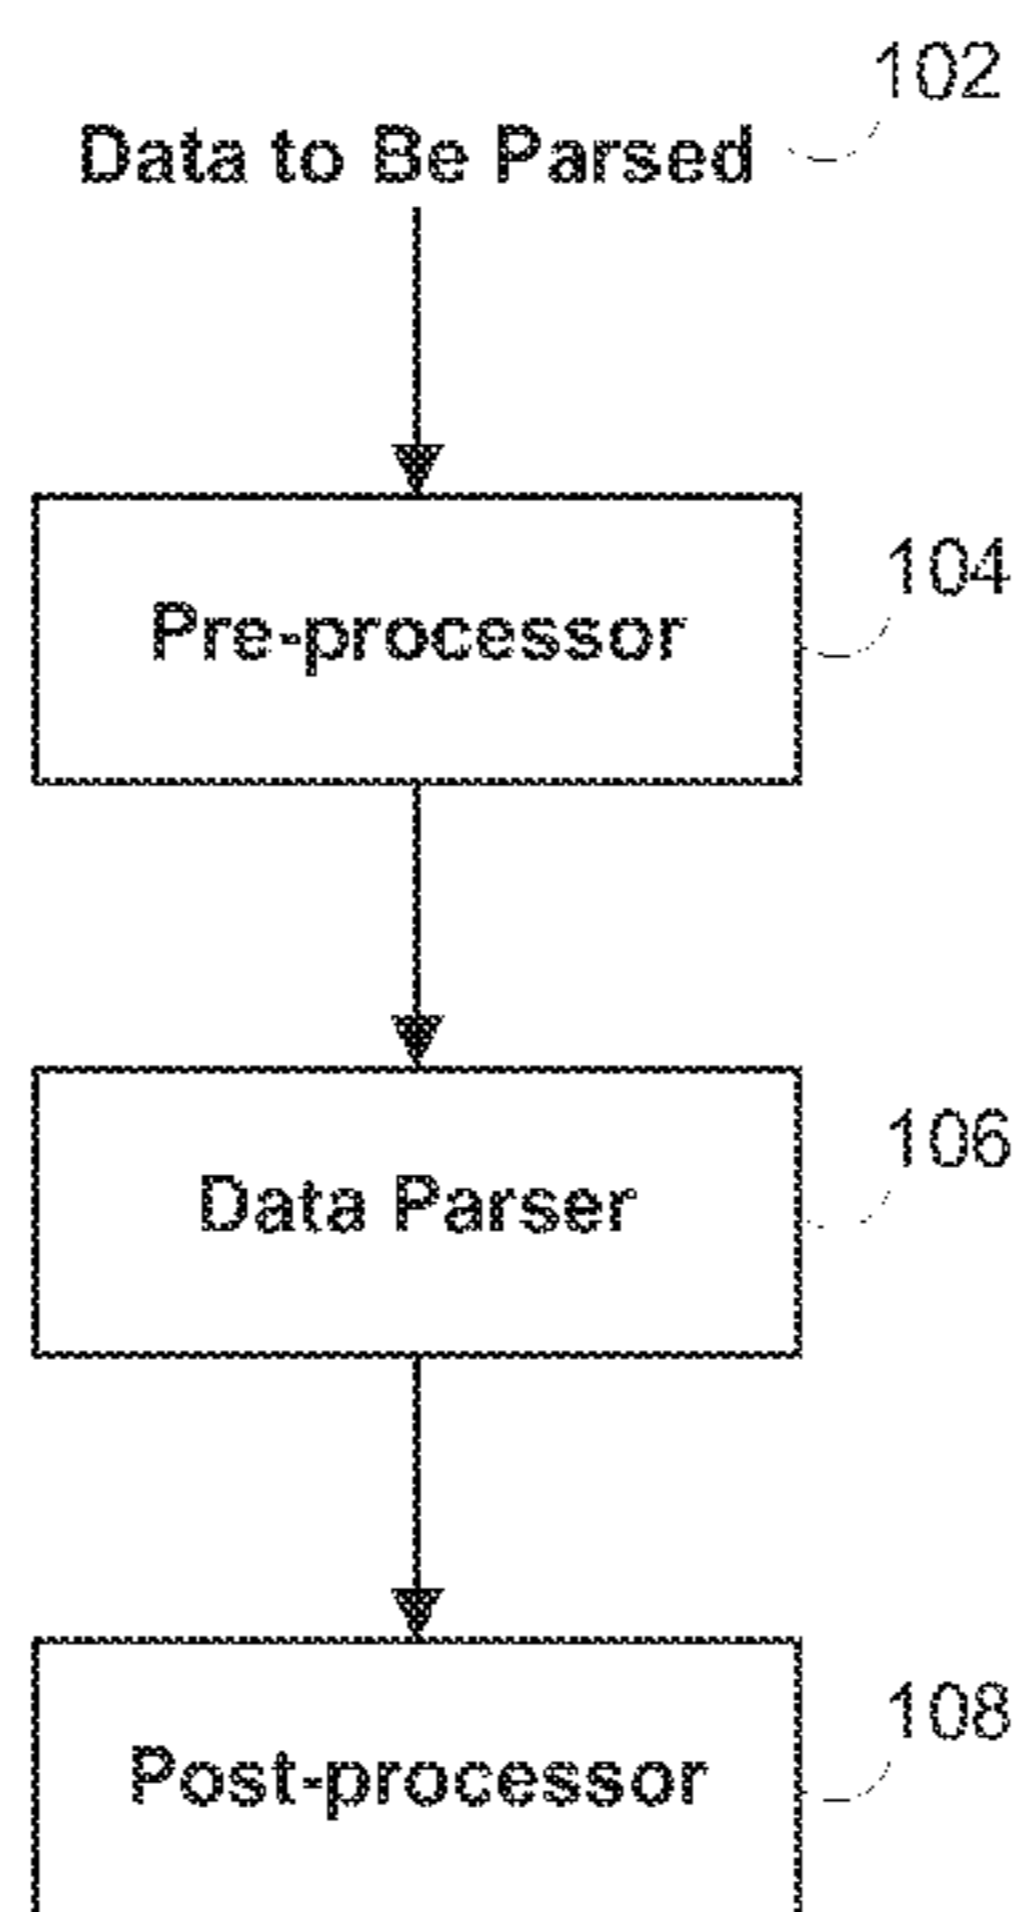 102
Data to Be Parsed
104
Pre-processor
106
Data Parser
108
Post-processor